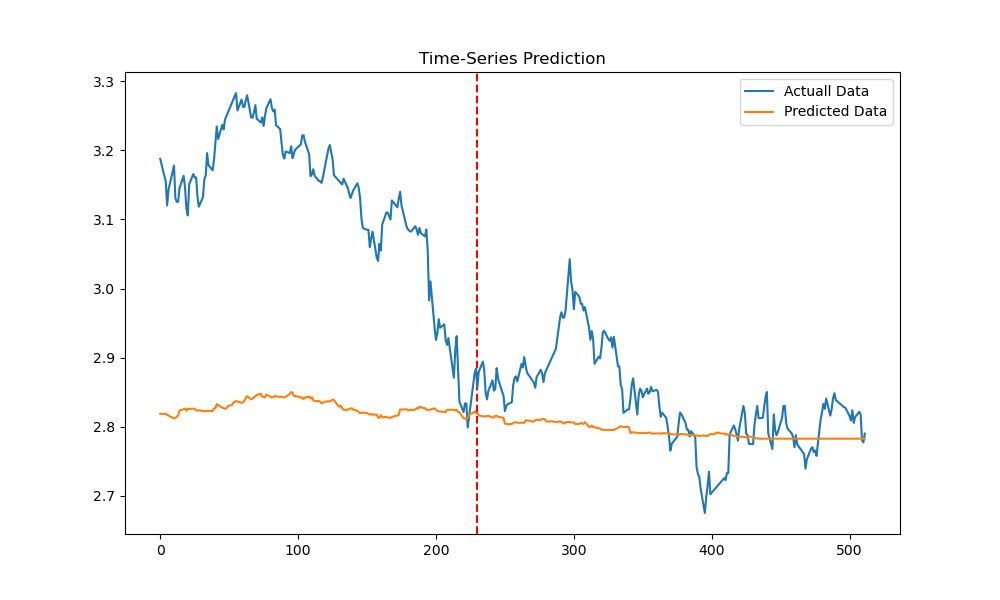 Time-Series Prediction
Actuall Data
Predicted Data
3.3
3.2
3.1
3.0
2.9
2.8
2.7
0 100 200 300 400 500